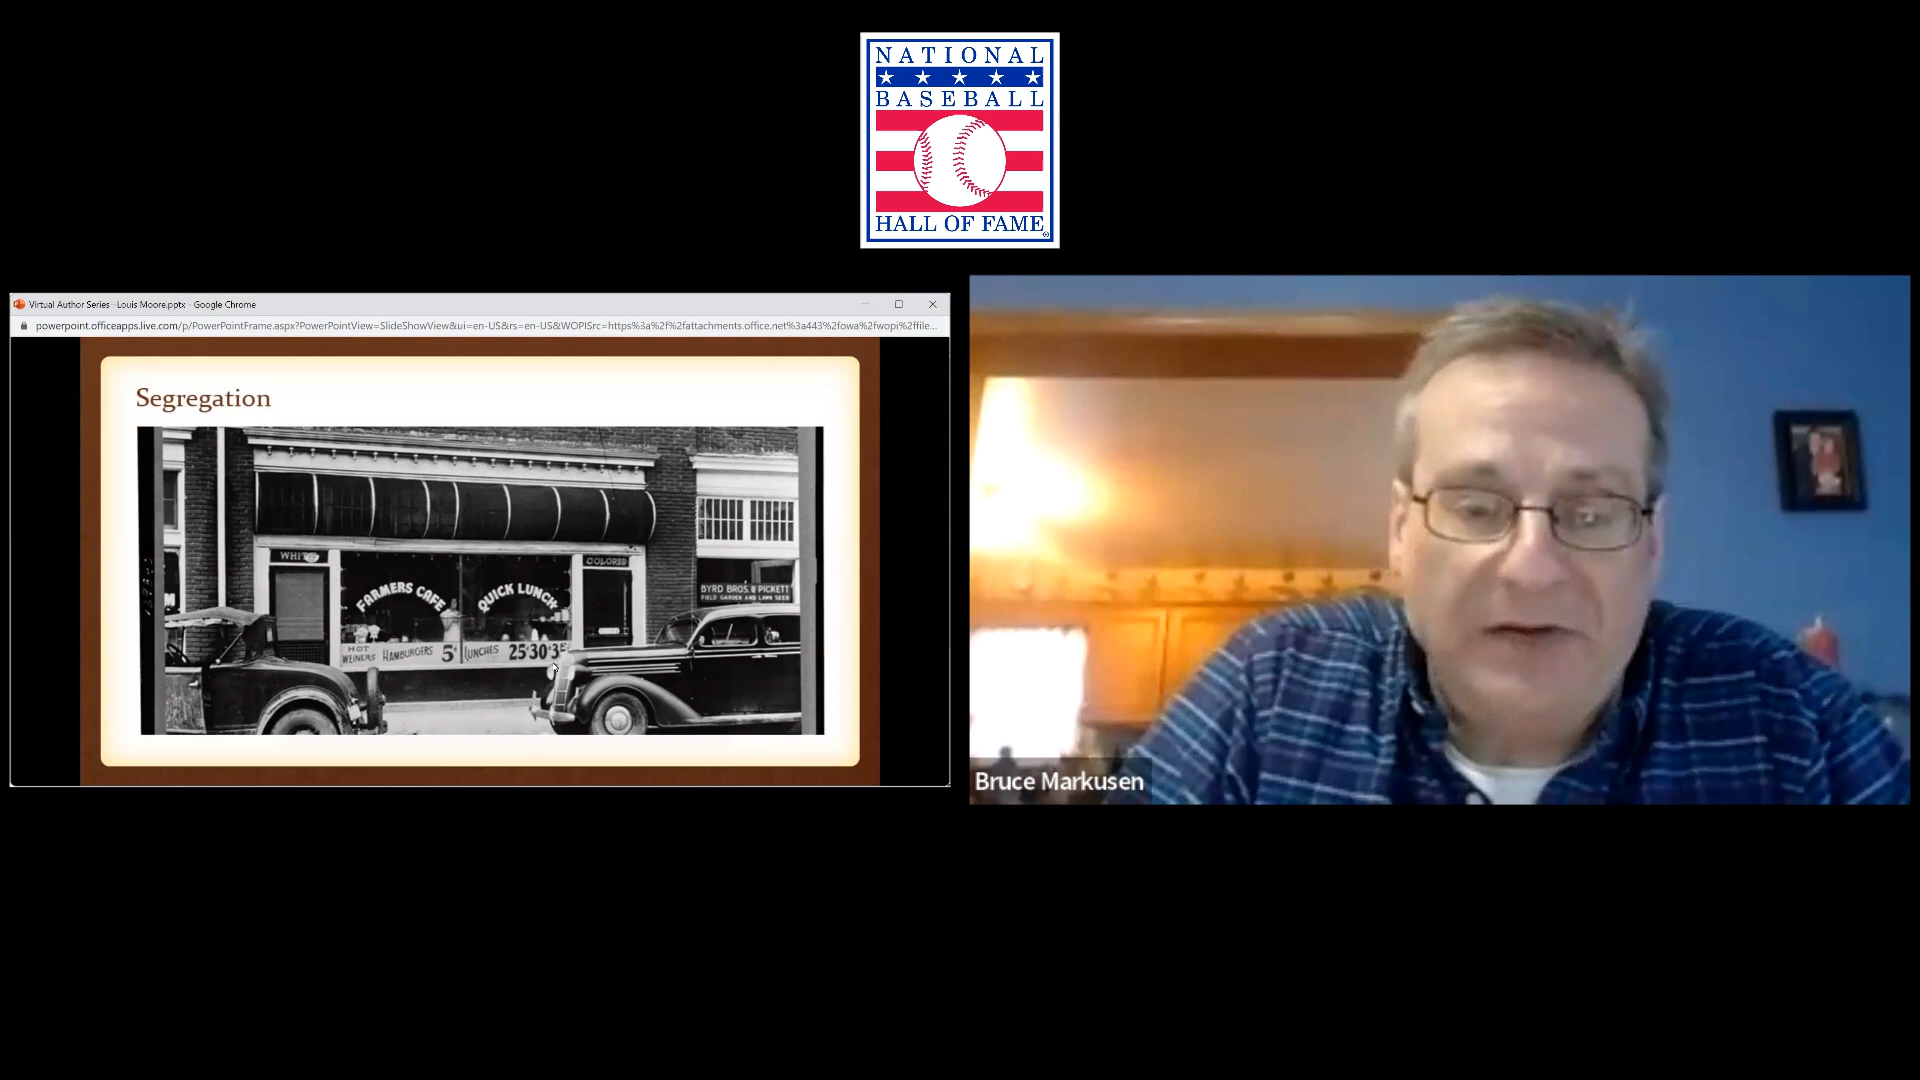 NATIONAL
BASEBALL
HALL OF FAME®
Virtual Author Series - Louis Moore.pptx - Google Chrome
powerpoint.officeapps.live.com/p/PowerPointFrame.aspx?PowerPointView=SlideShowView&ui=en-US&rs=en-US&WOPISrc=https%3a%2f%2fattachments.office.net%3a443%2fowa%2fwopi%2ffile...
Segregation
WHITE
COLORED
FARMERS CAFE
QUICK LUNCH
BYRD BROS. & PICKETT
FIELD GARDEN AND LAWN SEED
HOT WEINERS HAMBURGERS 5¢ LUNCHES 25·30·35
Bruce Markusen